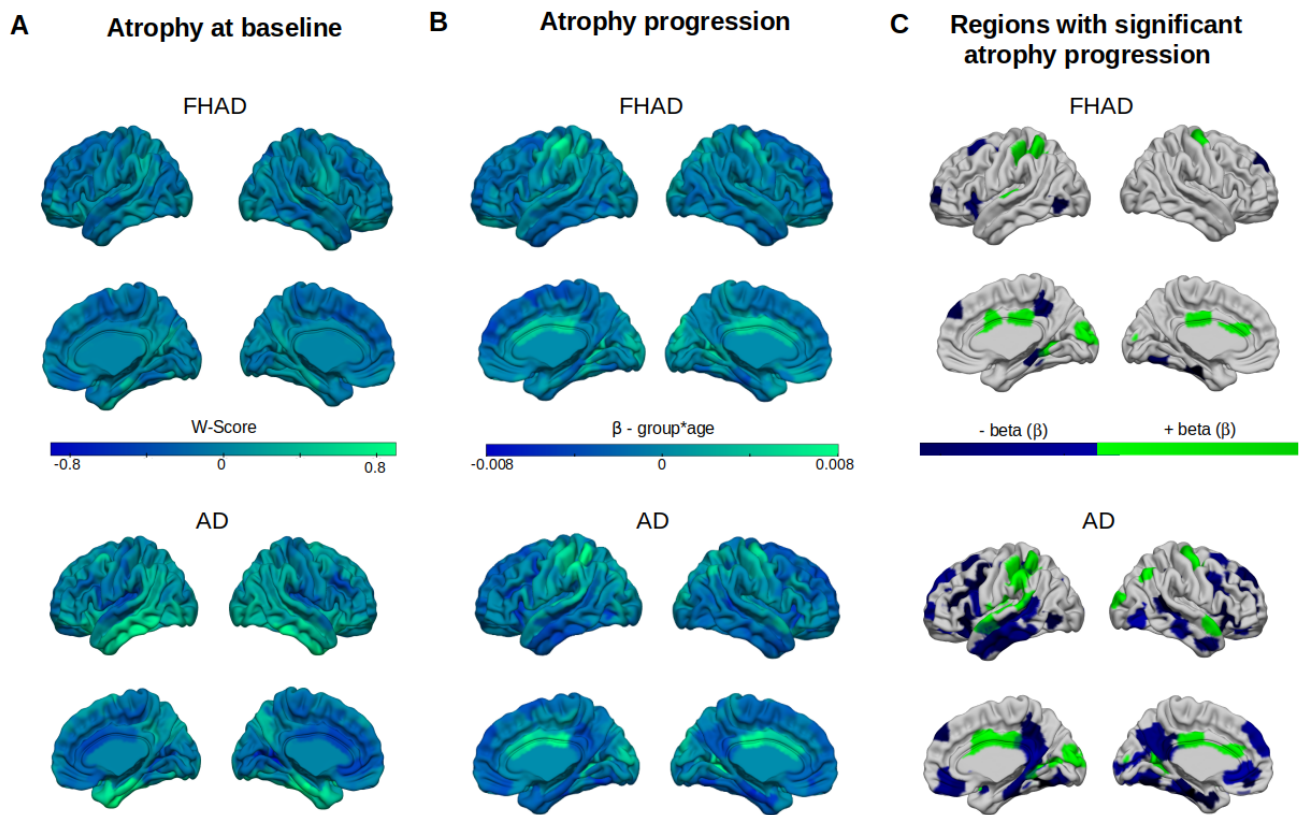 A Atrophy at baseline
B Atrophy progression
C Regions with significant
atrophy progression
FHAD
FHAD
FHAD
W-Score
-0.8 0 0.8
β - group*age
-0.008 0 0.008
- beta (β) + beta (β)
AD
AD
AD